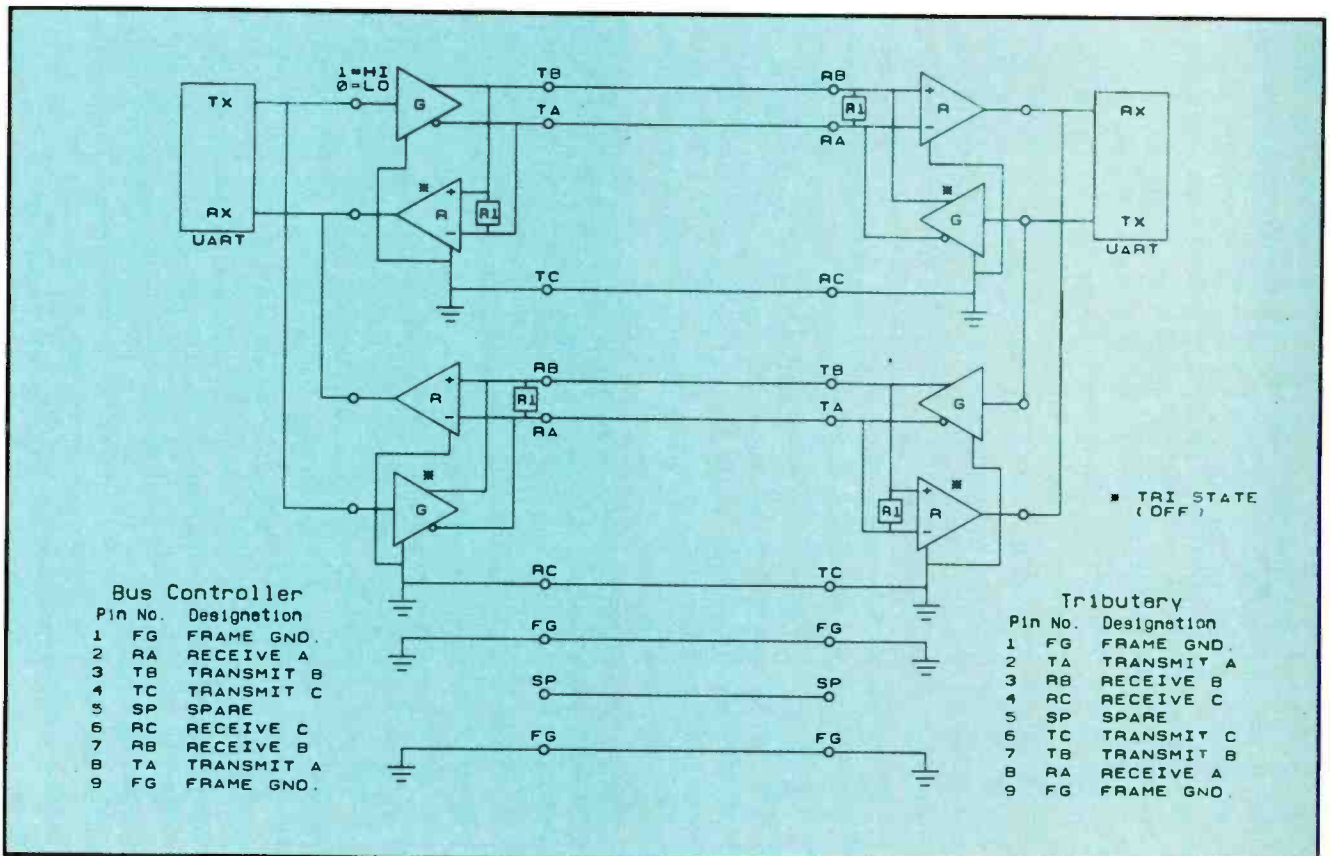 1=HI
0=LO
TX
G
TB
TA
RB
RA
R1
+
R
-
RX
RX
UART
*
R
+
R1
-
*
G
TX
UART
TC
RC
R
+
-
RB
R1
RA
TB
TA
G
*
G
*
R1
+
R
-
* TRI STATE
(OFF)
RC
TC
FG
FG
SP
SP
FG
FG
Bus Controller
Pin No. Designation
1 FG FRAME GND.
2 RA RECEIVE A
3 TB TRANSMIT B
4 TC TRANSMIT C
5 SP SPARE
6 RC RECEIVE C
7 RB RECEIVE B
8 TA TRANSMIT A
9 FG FRAME GND.
Tributary
Pin No. Designation
1 FG FRAME GND.
2 TA TRANSMIT A
3 RB RECEIVE B
4 RC RECEIVE C
5 SP SPARE
6 TC TRANSMIT C
7 TB TRANSMIT B
8 RA RECEIVE A
9 FG FRAME GND.